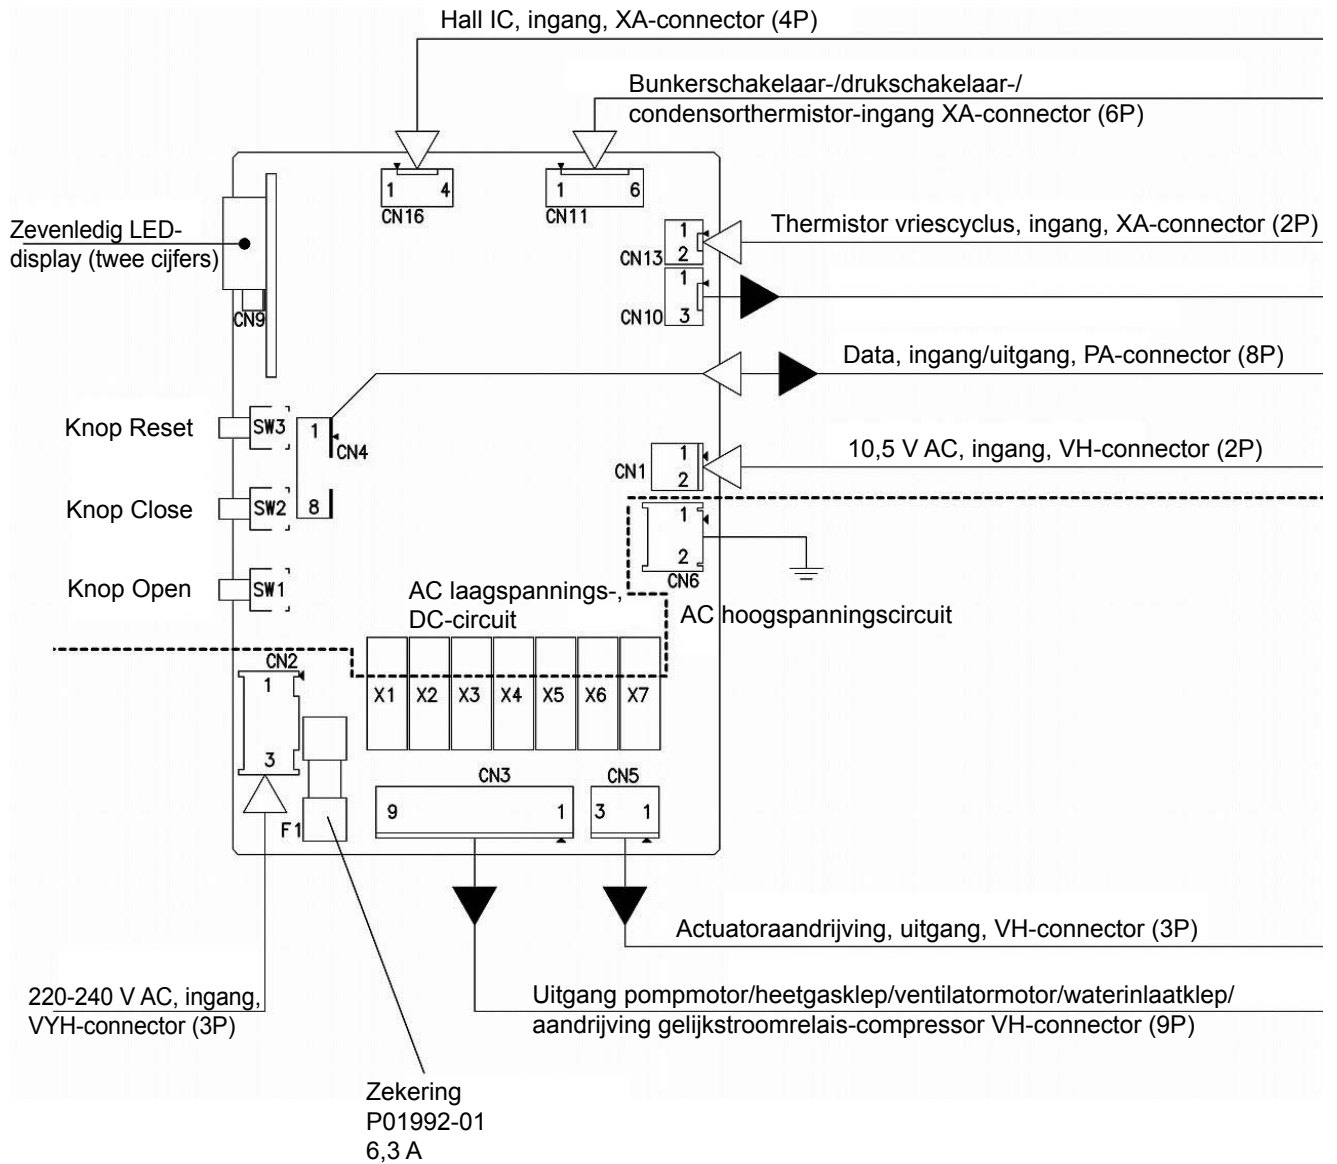 Hall IC, ingang, XA-connector (4P)
Bunkerschakelaar-/drukschakelaar-/
condensorthermistor-ingang XA-connector (6P)
1 4
CN16
1 6
CN11
Zevenledig LED-
display (twee cijfers)
CN9
1
2
CN13
Thermistor vriescyclus, ingang, XA-connector (2P)
1
3
CN10
Data, ingang/uitgang, PA-connector (8P)
Knop Reset
SW3
1
CN4
8
Knop Close
SW2
Knop Open
SW1
10,5 V AC, ingang, VH-connector (2P)
1
2
CN1
1
2
CN6
AC laagspannings-,
DC-circuit
AC hoogspanningscircuit
CN2
1
3
X1 X2 X3 X4 X5 X6 X7
F1
CN3
9 1
CN5
3 1
Actuatoraandrijving, uitgang, VH-connector (3P)
220-240 V AC, ingang,
VYH-connector (3P)
Uitgang pompmotor/heetgasklep/ventilatormotor/waterinlaatklep/
aandrijving gelijkstroomrelais-compressor VH-connector (9P)
Zekering
P01992-01
6,3 A